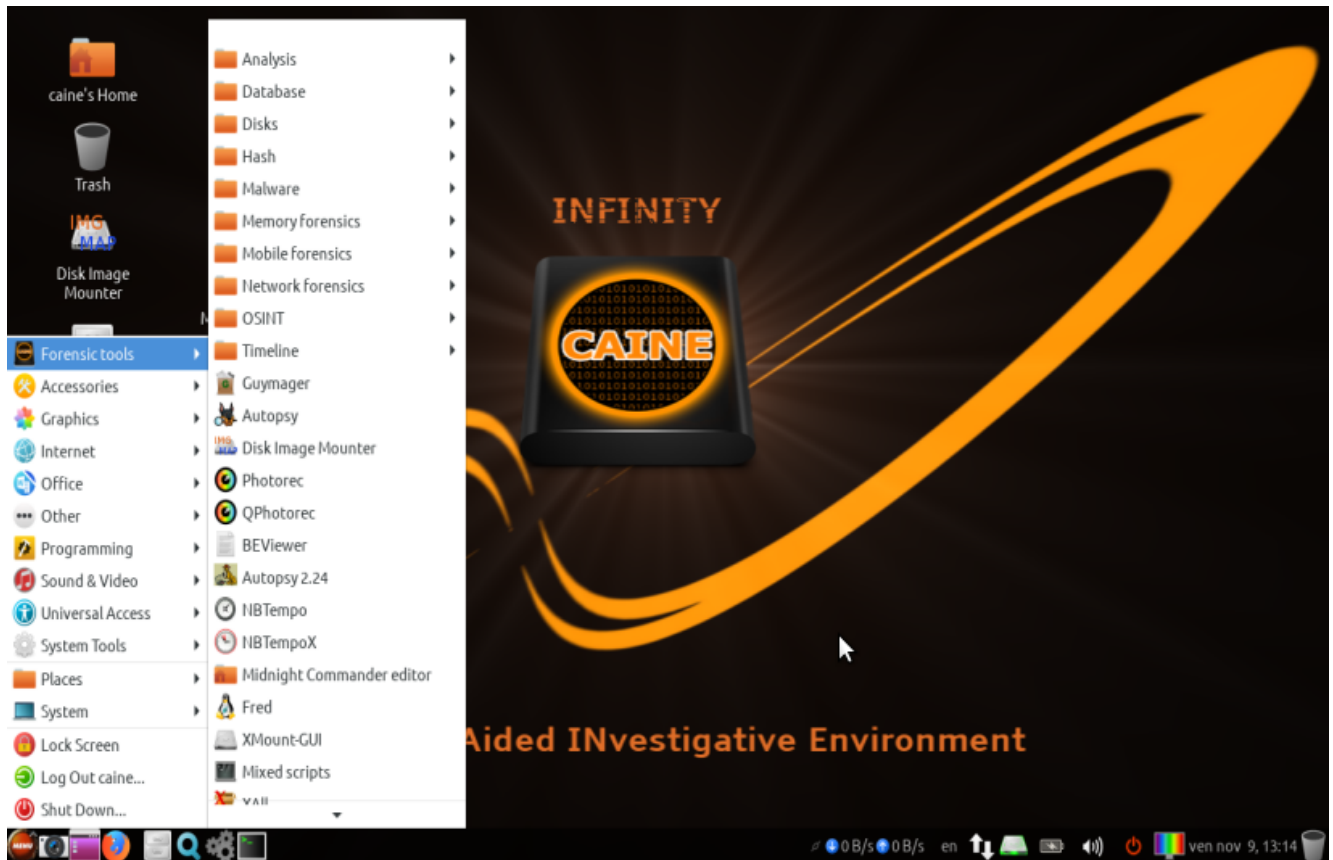 caine's Home
Trash
IMG
MAP
Disk Image
Mounter
Forensic tools
Accessories
Graphics
Internet
Office
Other
Programming
Sound & Video
Universal Access
System Tools
Places
System
Lock Screen
Log Out caine...
Shut Down...
Analysis
Database
Disks
Hash
Malware
Memory forensics
Mobile forensics
Network forensics
OSINT
Timeline
Guymager
Autopsy
Disk Image Mounter
Photorec
QPhotorec
BEViewer
Autopsy 2.24
NBTempo
NBTempoX
Midnight Commander editor
Fred
XMount-GUI
Mixed scripts
XAll
INFINITY
CAINE
Aided INvestigative Environment
MENU
0 B/s 0 B/s en ven nov 9, 13:14